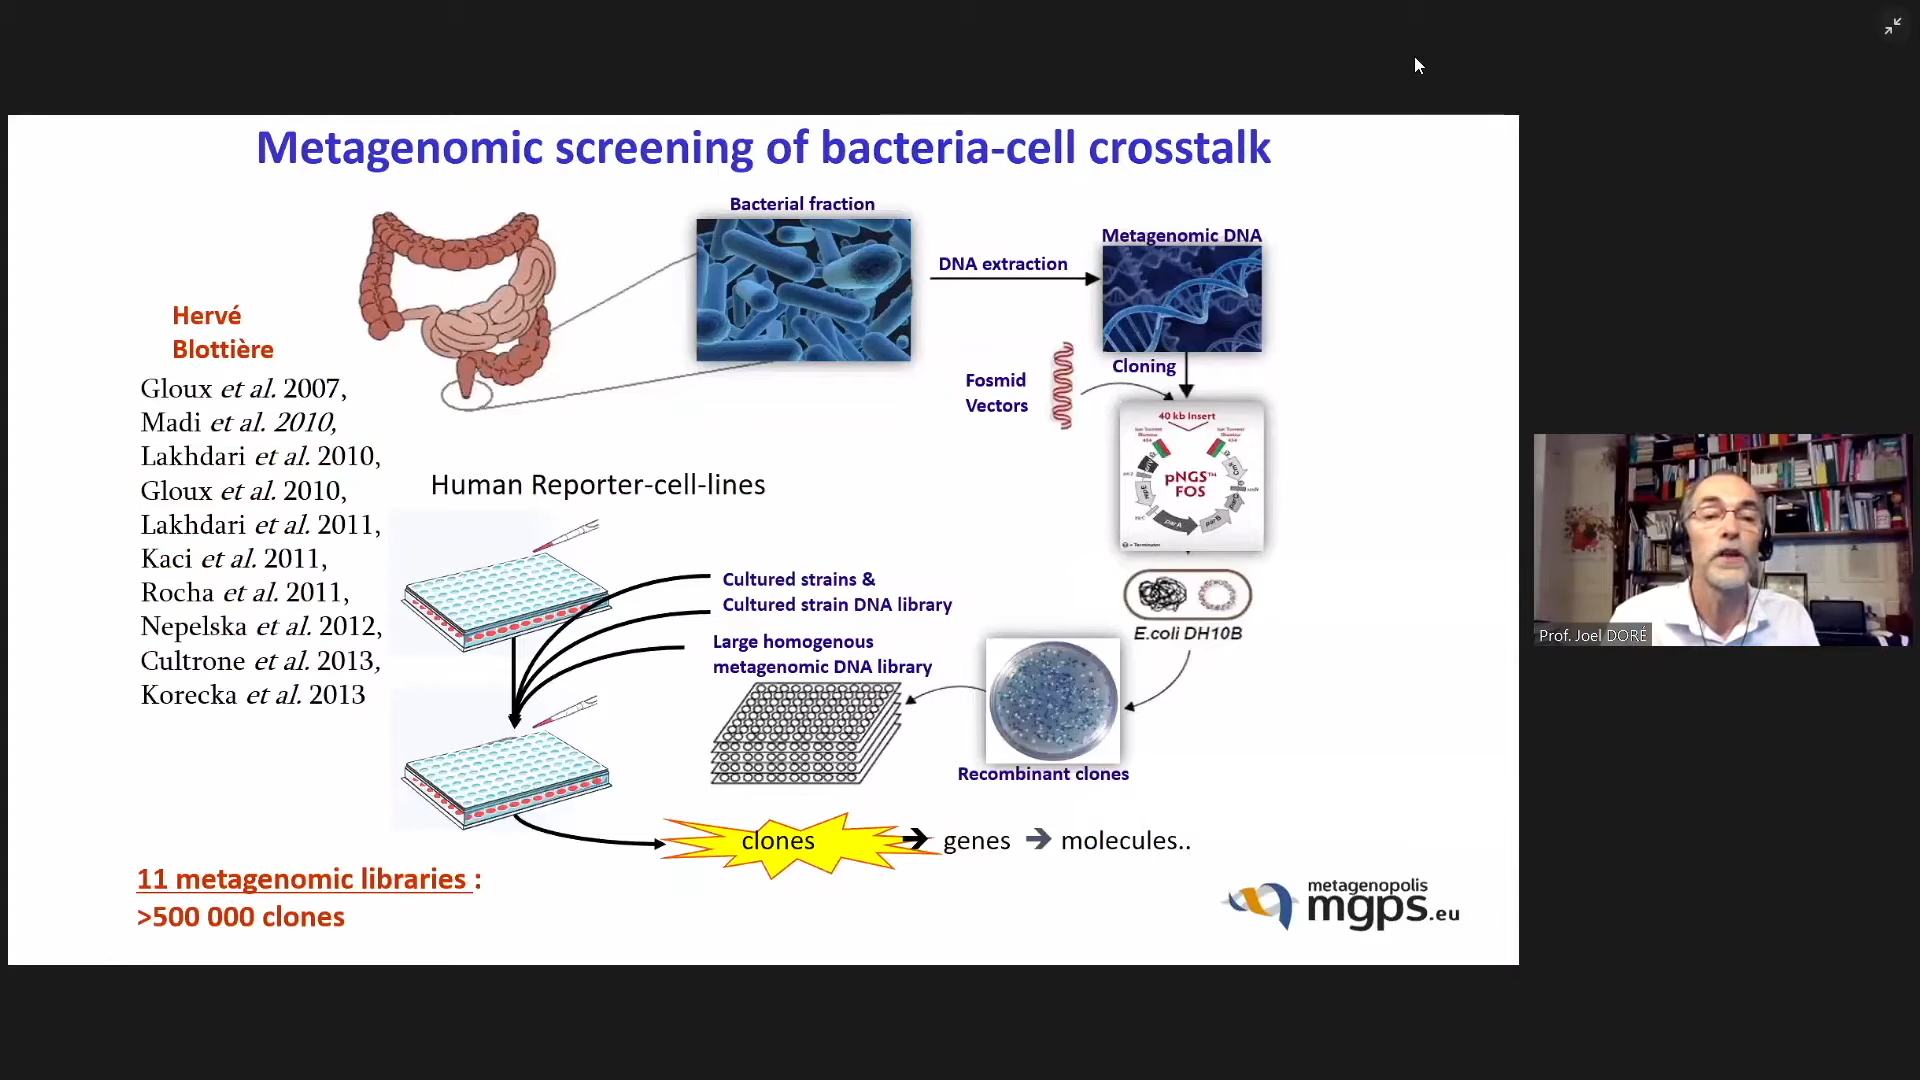 Metagenomic screening of bacteria-cell crosstalk
Bacterial fraction
Metagenomic DNA
DNA extraction
Hervé
Blottière
Cloning
Fosmid
Vectors
Gloux et al. 2007,
Madi et al. 2010,
Lakhdari et al. 2010,
Gloux et al. 2010,
Lakhdari et al. 2011,
Kaci et al. 2011,
Rocha et al. 2011,
Nepelska et al. 2012,
Cultrone et al. 2013,
Korecka et al. 2013
40 kb Insert
pNGS™
FOS
parA
parB
Human Reporter-cell-lines
Cultured strains &
Cultured strain DNA library
Large homogenous
metagenomic DNA library
E.coli DH10B
Recombinant clones
clones → genes → molecules..
11 metagenomic libraries :
>500 000 clones
metagenopolis
mgps.eu
Prof. Joel DORÉ